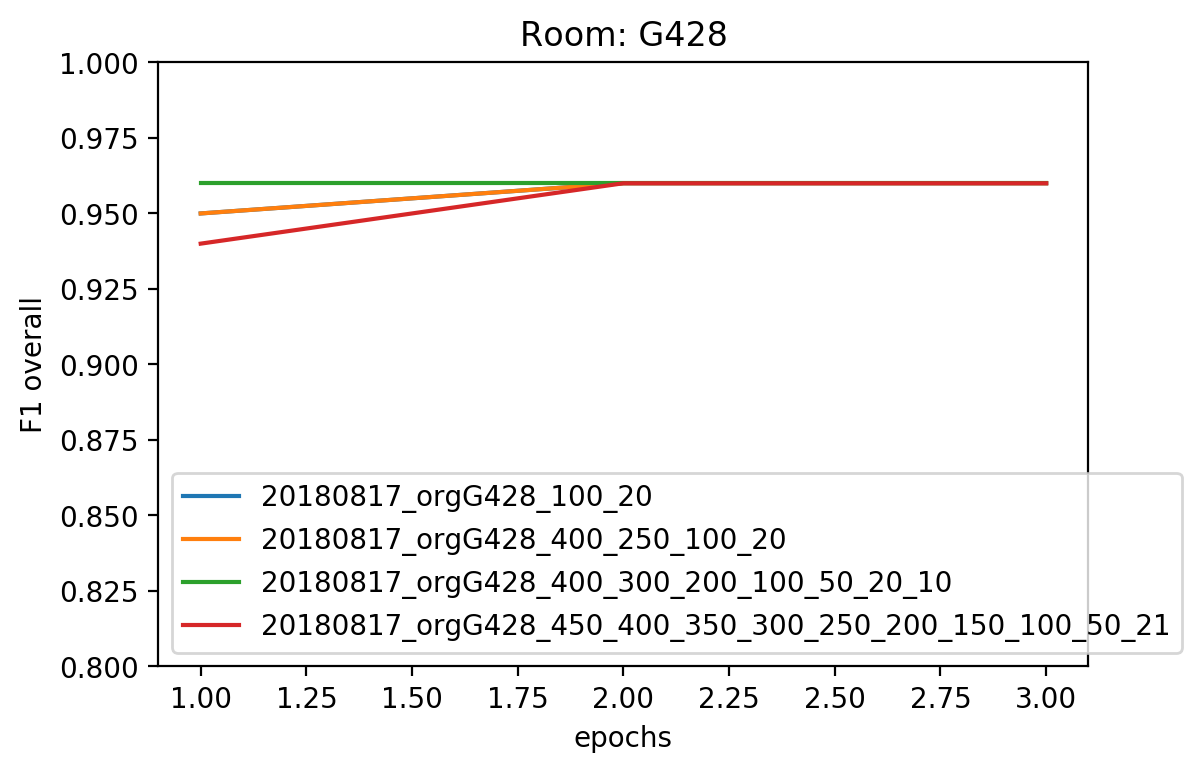 Room: G428
1.000
0.975
0.950
0.925
0.900
0.875
0.850
0.825
0.800
F1 overall
20180817_orgG428_100_20
20180817_orgG428_400_250_100_20
20180817_orgG428_400_300_200_100_50_20_10
20180817_orgG428_450_400_350_300_250_200_150_100_50_21
1.00 1.25 1.50 1.75 2.00 2.25 2.50 2.75 3.00
epochs